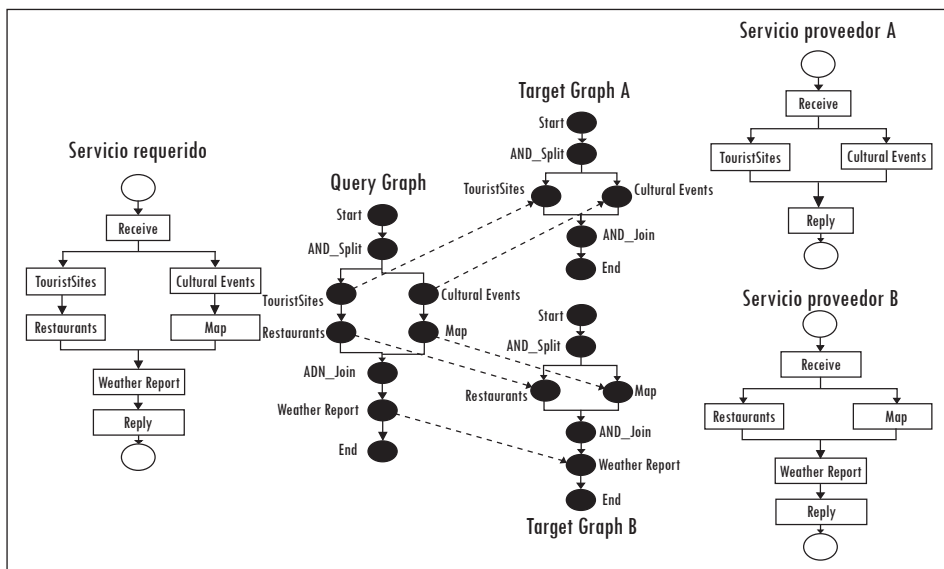 Servicio requerido
Receive
TouristSites
Cultural Events
Restaurants
Map
Weather Report
Reply
Query Graph
Start
AND_Split
TouristSites
Cultural Events
Restaurants
Map
ADN_Join
Weather Report
End
Target Graph A
Start
AND_Split
TouristSites
Cultural Events
AND_Join
End
Start
AND_Split
Restaurants
Map
AND_Join
Weather Report
End
Target Graph B
Servicio proveedor A
Receive
TouristSites
Cultural Events
Reply
Servicio proveedor B
Receive
Restaurants
Map
Weather Report
Reply